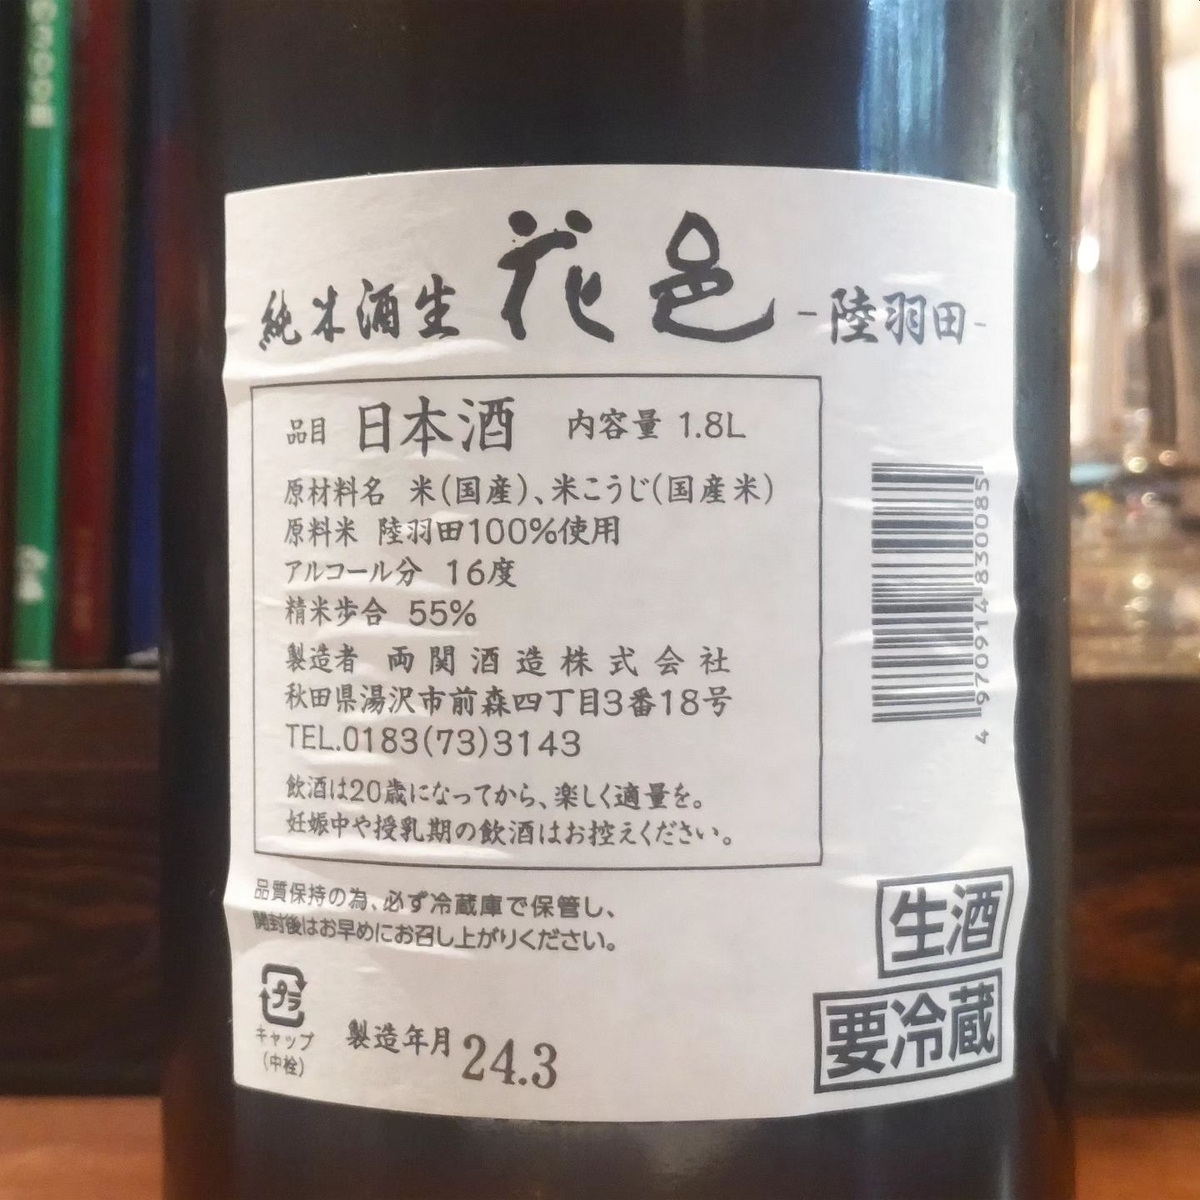 純米酒生 花邑 -陸羽田-
品目 日本酒 内容量 1.8L
原材料名 米(国産)、米こうじ(国産米)
原料米 陸羽田100%使用
アルコール分 16度
精米歩合 55%
製造者 両関酒造株式会社
秋田県湯沢市前森四丁目3番18号
TEL.0183(73)3143
飲酒は20歳になってから、楽しく適量を。
妊娠中や授乳期の飲酒はお控えください。
4 970914 830085
品質保持の為、必ず冷蔵庫で保管し、
開封後はお早めにお召し上がりください。
生酒
要冷蔵
プラ
キャップ
(中栓)
製造年月 24.3